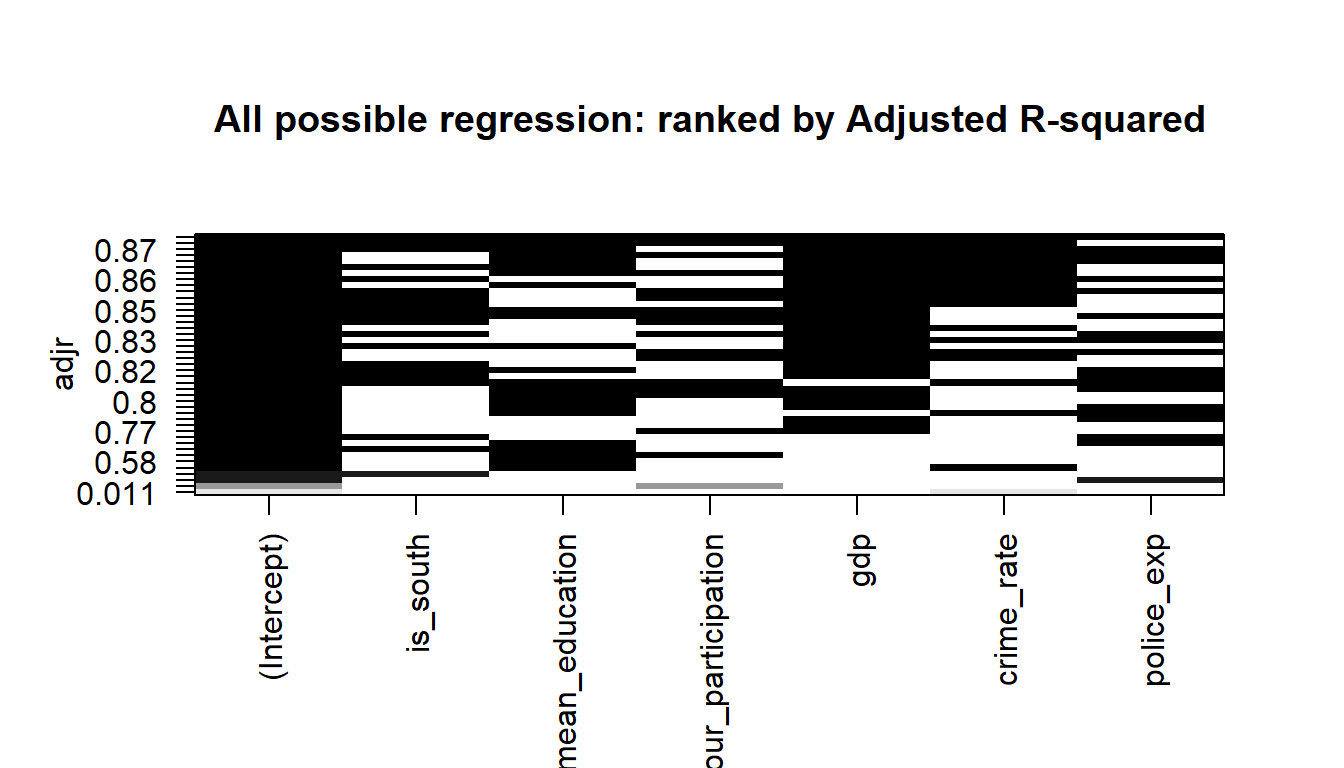 All possible regression: ranked by Adjusted R-squared
adjr
0.87
0.86
0.85
0.83
0.82
0.8
0.77
0.58
0.011
(Intercept)
is_south
mean_education
our_participation
gdp
crime_rate
police_exp